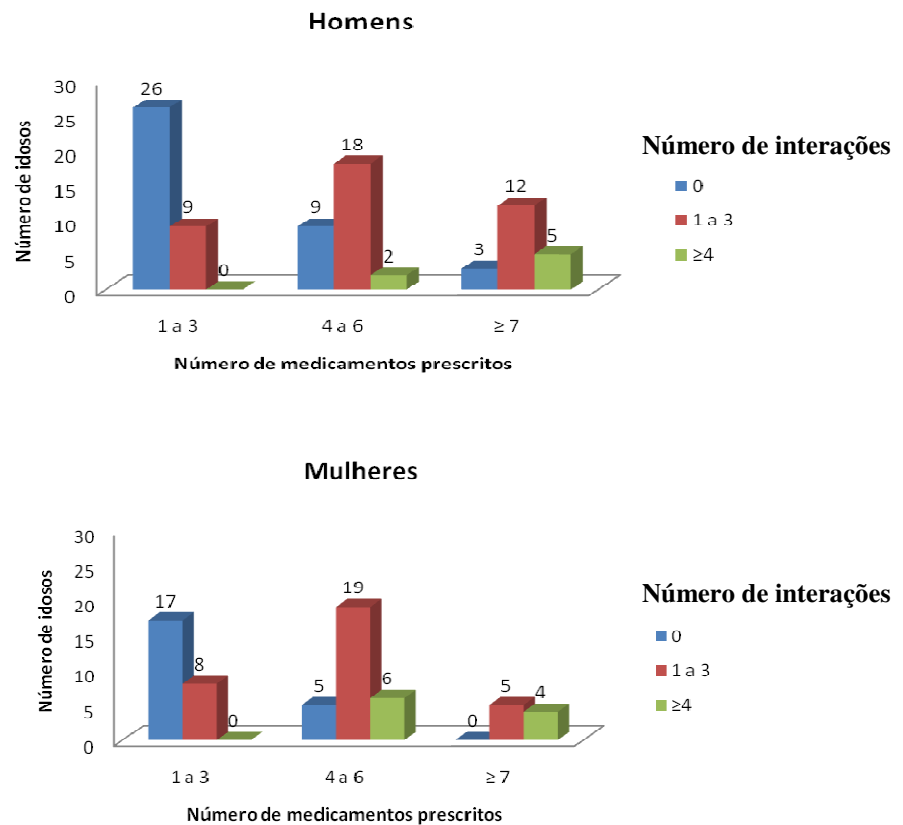 Homens
Número de idosos
30
25
20
15
10
5
0
26
9
0
9
18
2
3
12
5
1 a 3
4 a 6
≥ 7
Número de medicamentos prescritos
Número de interações
0
1 a 3
≥4
Mulheres
Número de idosos
30
25
20
15
10
5
0
17
8
0
5
19
6
0
5
4
1 a 3
4 a 6
≥ 7
Número de medicamentos prescritos
Número de interações
0
1 a 3
≥4